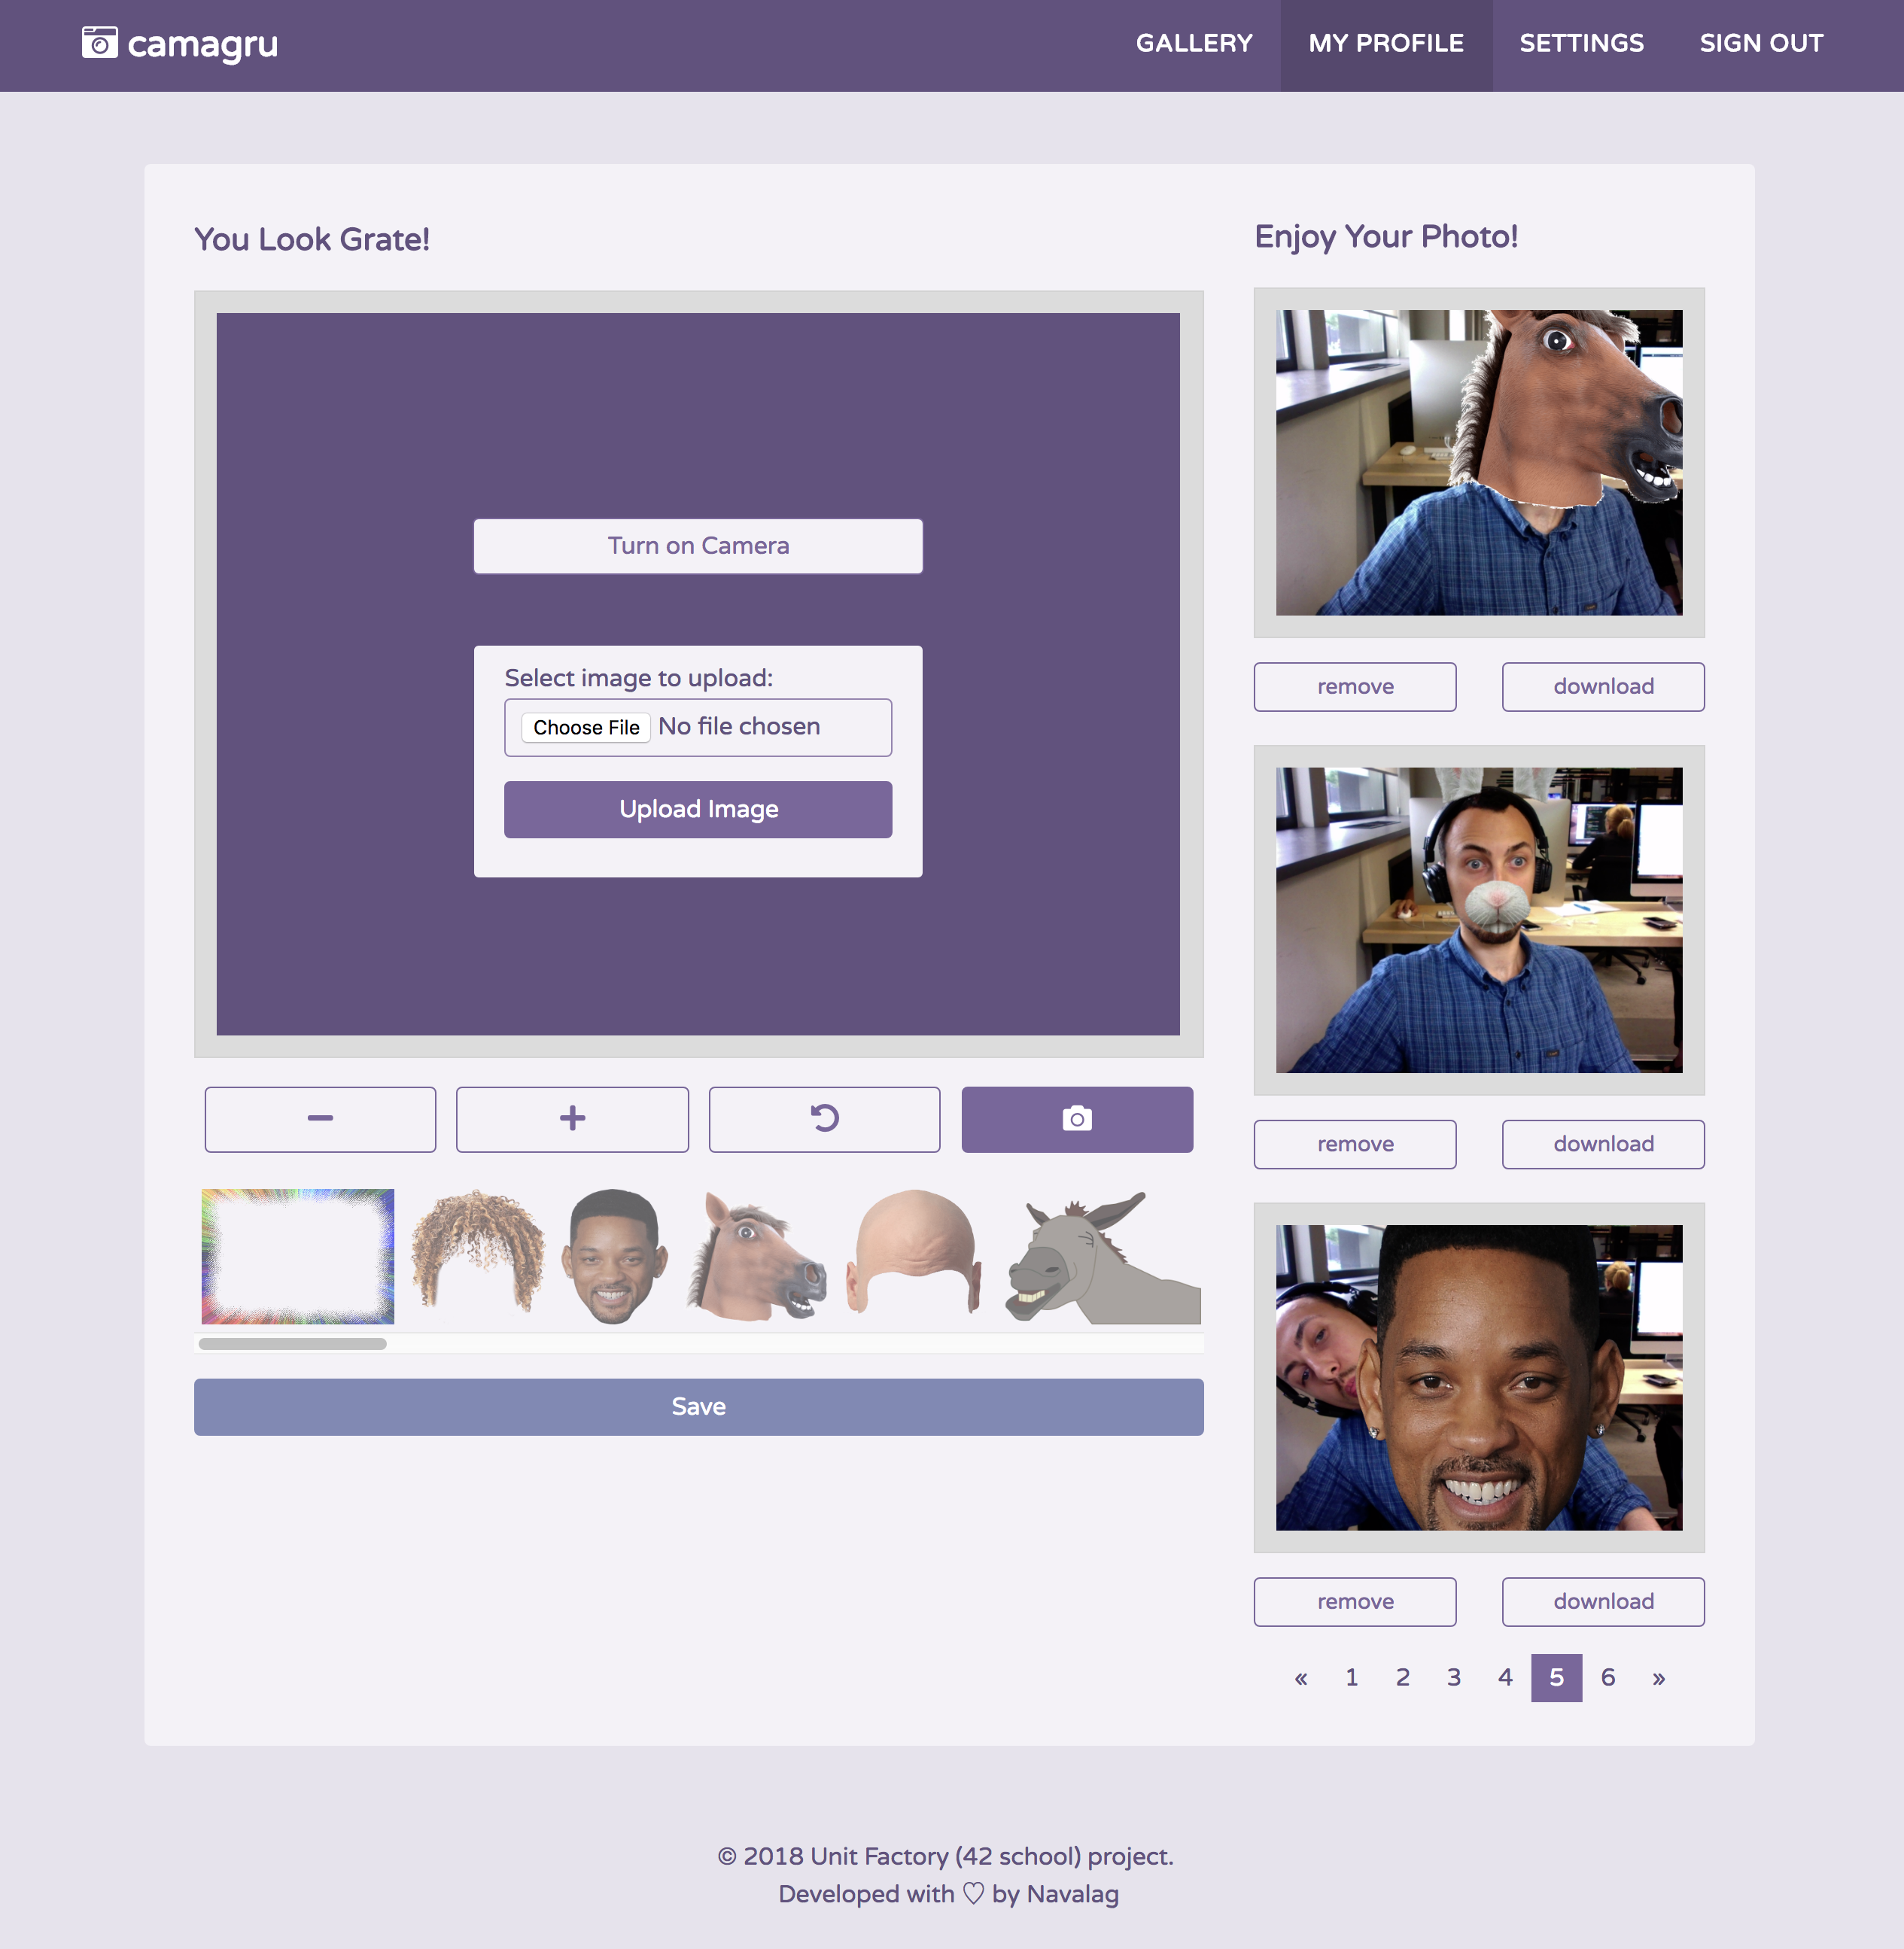 camagru
GALLERY
MY PROFILE
SETTINGS
SIGN OUT
You Look Grate!
Turn on Camera
Select image to upload:
Choose File No file chosen
Upload Image
Save
Enjoy Your Photo!
remove
download
remove
download
remove
download
« 1 2 3 4 5 6 »
© 2018 Unit Factory (42 school) project.
Developed with ♡ by Navalag